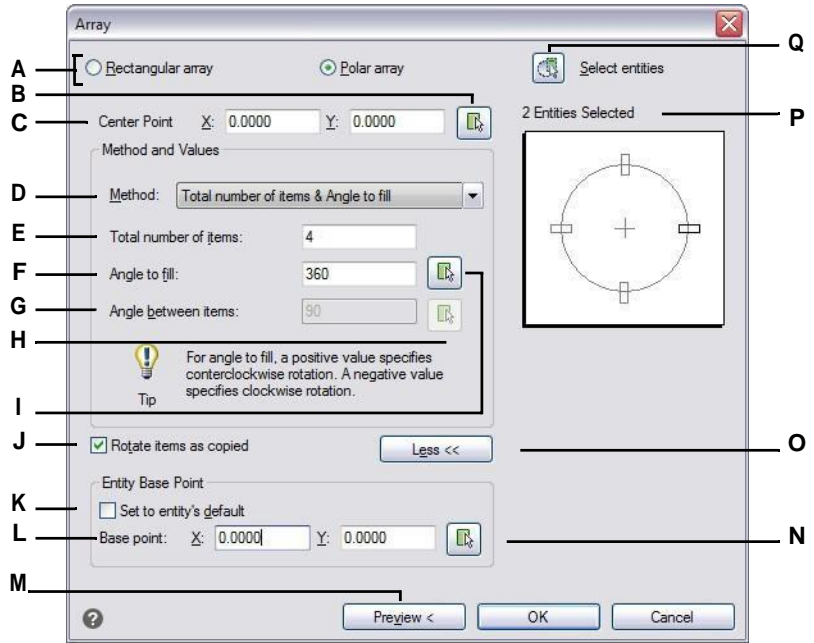 Array
A
Rectangular array
Polar array
Q
Select entities
B
C
Center Point X: 0.0000 Y: 0.0000
2 Entities Selected
P
Method and Values
D
Method: Total number of items & Angle to fill
E
Total number of items: 4
F
Angle to fill: 360
G
Angle between items: 90
H
For angle to fill, a positive value specifies
conterclockwise rotation. A negative value
specifies clockwise rotation.
Tip
I
J
Rotate items as copied
Less <<
O
Entity Base Point
K
Set to entity's default
L
Base point: X: 0.0000 Y: 0.0000
N
M
?
Preview <
OK
Cancel